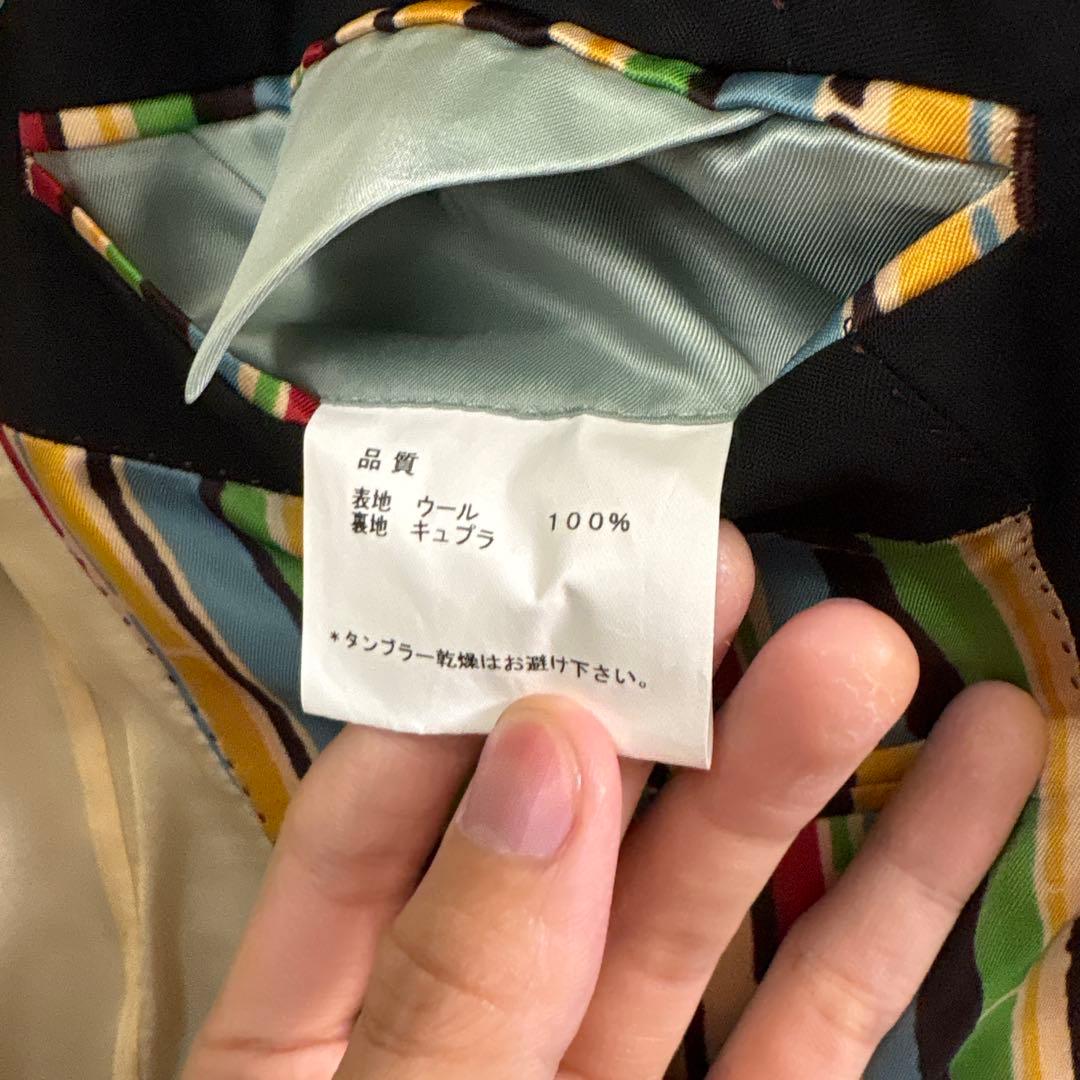 品質
表地 ウール 100%
裏地 キュプラ
*タンブラー乾燥はお避け下さい。